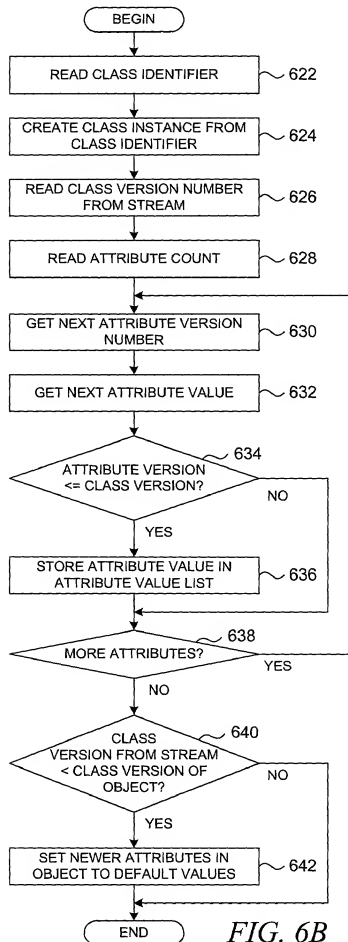 BEGIN
READ CLASS IDENTIFIER
622
CREATE CLASS INSTANCE FROM
CLASS IDENTIFIER
624
READ CLASS VERSION NUMBER
FROM STREAM
626
READ ATTRIBUTE COUNT
628
GET NEXT ATTRIBUTE VERSION
NUMBER
630
GET NEXT ATTRIBUTE VALUE
632
634
ATTRIBUTE VERSION
<= CLASS VERSION?
NO
YES
STORE ATTRIBUTE VALUE IN
ATTRIBUTE VALUE LIST
636
638
MORE ATTRIBUTES?
YES
NO
640
CLASS
VERSION FROM STREAM
< CLASS VERSION OF
OBJECT?
NO
YES
SET NEWER ATTRIBUTES IN
OBJECT TO DEFAULT VALUES
642
END
FIG. 6B